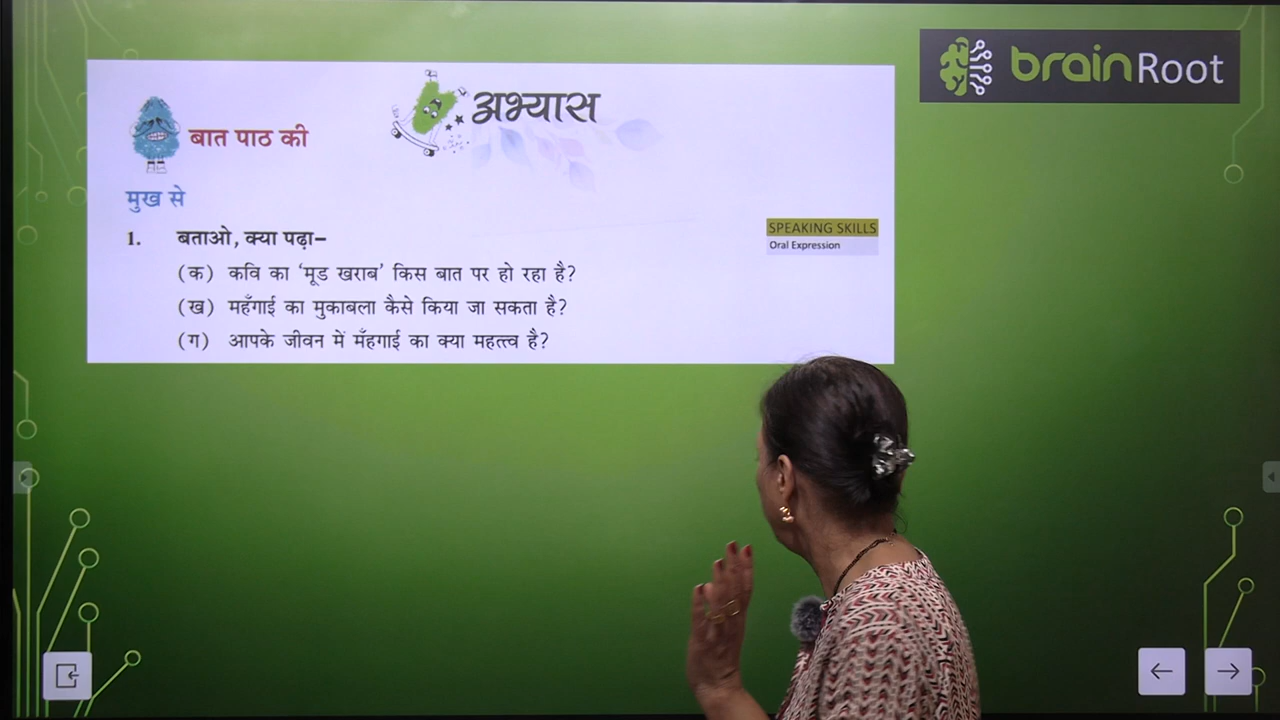 brainRoot
अभ्यास
बात पाठ की
मुख से
1. बताओ, क्या पढ़ा–
SPEAKING SKILLS
Oral Expression
(क) कवि का ‘मूड खराब’ किस बात पर हो रहा है?
(ख) महँगाई का मुकाबला कैसे किया जा सकता है?
(ग) आपके जीवन में मँहगाई का क्या महत्त्व है?